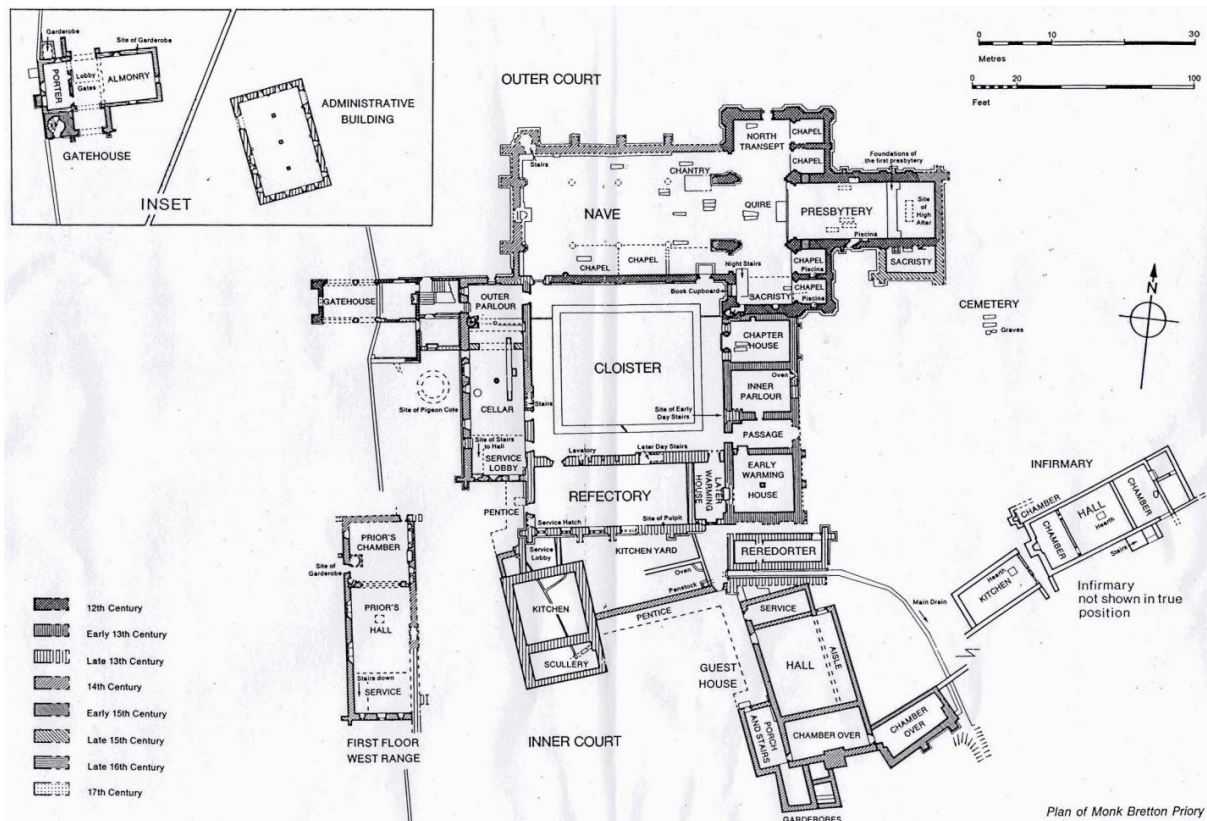 Garderobe
Site of Garderobe
PORTER
Lobby
Gates
ALMONRY
GATEHOUSE
ADMINISTRATIVE
BUILDING
INSET
0 10 30
Metres
0 20 100
Feet
OUTER COURT
Stairs
NORTH
TRANSEPT
CHAPEL
CHAPEL
Foundations of
the first presbytery
CHANTRY
NAVE
QUIRE
PRESBYTERY
Site
of
High
Altar
Piscina
SACRISTY
CHAPEL
CHAPEL
Night Stairs
CHAPEL
Piscina
Book Cupboard
SACRISTY
CHAPEL
Piscina
GATEHOUSE
OUTER
PARLOUR
CEMETERY
Graves
N
CHAPTER
HOUSE
CLOISTER
Oven
INNER
PARLOUR
Site of Pigeon Cote
CELLAR
Stairs
Site of Early
Day Stairs
PASSAGE
Site of Stairs
to Hall
SERVICE
LOBBY
Lavatory
Later Day Stairs
EARLY
WARMING
HOUSE
LATER
WARMING
HOUSE
REFECTORY
PENTICE
Service Hatch
Site of Pulpit
INFIRMARY
CHAMBER
HALL
Hearth
CHAMBER
CHAMBER
Stairs
Hearth
KITCHEN
Infirmary
not shown in true
position
Service
Lobby
KITCHEN YARD
REREDORTER
Oven
Penstock
Main Drain
KITCHEN
PENTICE
SERVICE
SCULLERY
HALL
AISLE
GUEST
HOUSE
PORCH
AND STAIRS
CHAMBER OVER
CHAMBER
OVER
INNER COURT
GARDEROBES
PRIOR'S
CHAMBER
Site of
Garderobe
PRIOR'S
HALL
Stairs down
SERVICE
FIRST FLOOR
WEST RANGE
12th Century
Early 13th Century
Late 13th Century
14th Century
Early 15th Century
Late 15th Century
Late 16th Century
17th Century
Plan of Monk Bretton Priory